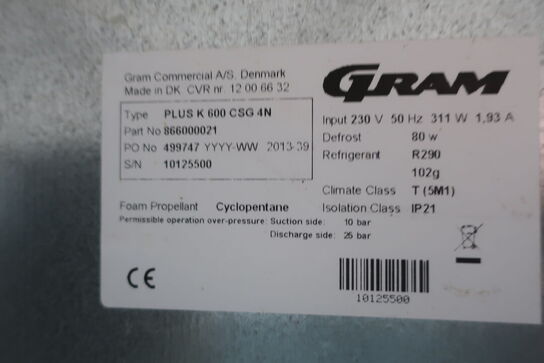 Gram Commercial A/S. Denmark
Made in DK CVR nr. 12 00 66 32
GRAM
Type PLUS K 600 CSG 4N
Part No 866000021
PO No 499747 YYYY-WW 2013-39
S/N 10125500
Input 230 V 50 Hz 311 W 1,93 A
Defrost 80 w
Refrigerant R290
102g
Climate Class T (5M1)
Foam Propellant Cyclopentane
Isolation Class IP21
Permissible operation over-pressure: Suction side: 10 bar
Discharge side: 25 bar
CE
10125500